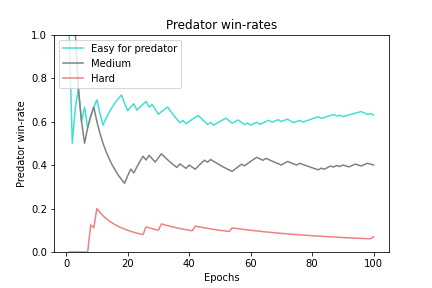 Predator win-rates
1.0
0.8
0.6
0.4
0.2
0.0
Predator win-rate
Easy for predator
Medium
Hard
0
20
40
60
80
100
Epochs